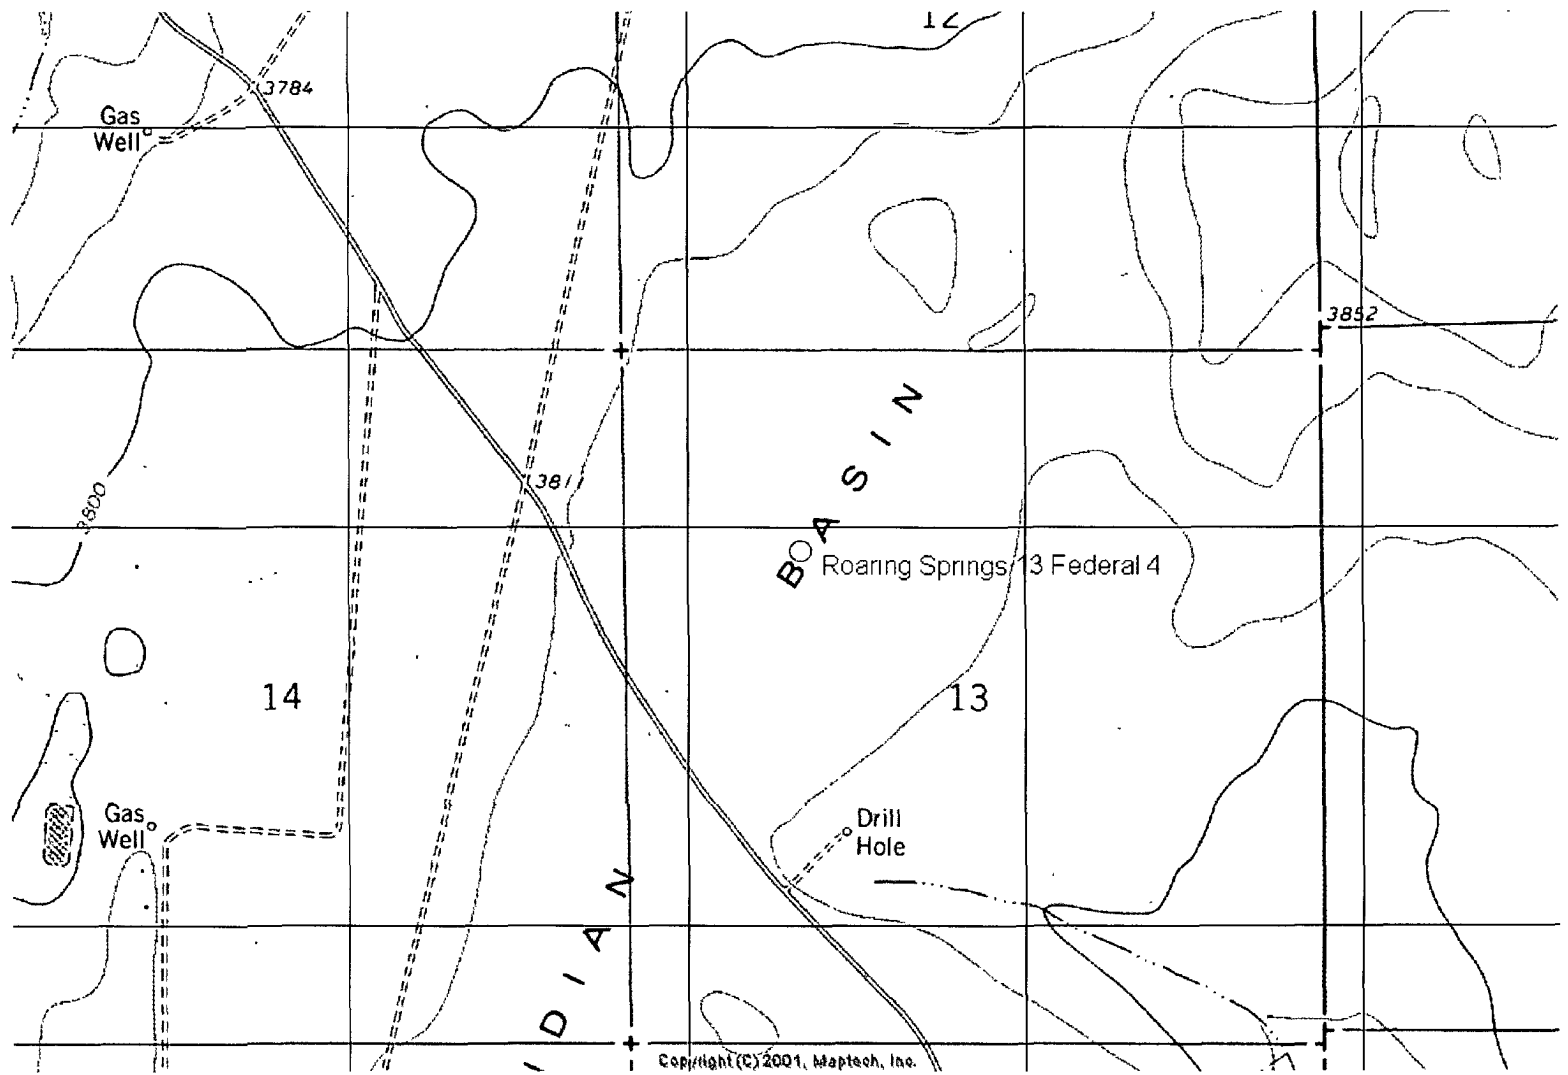 12
3784
Gas
Well
3852
BASIN
3800
381
Roaring Springs 13 Federal 4
14
13
Gas
Well
Drill
Hole
DIAN
Copyright (C) 2001, Maptech, Inc.